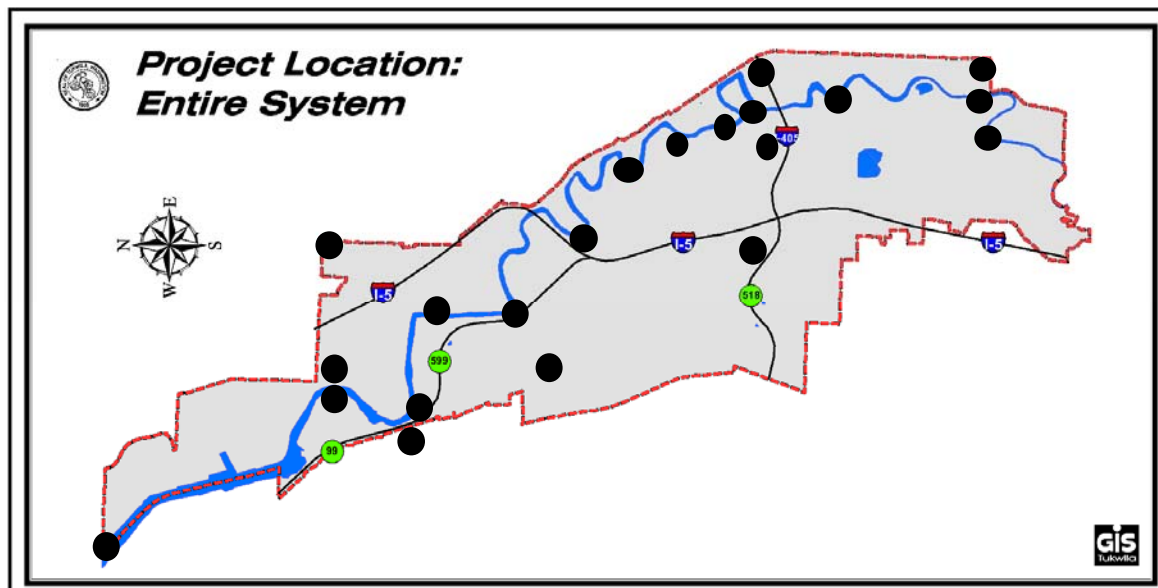 Project Location:
Entire System
I-405
E
N
S
W
I-5
I-5
I-5
518
599
99
GIS
Tukwila